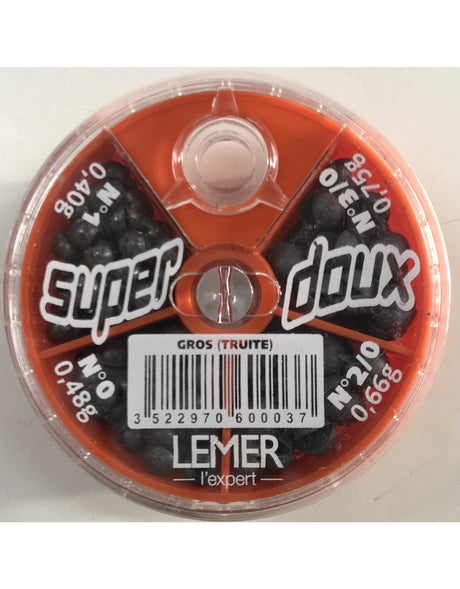 N°1
0,40g
N°3/0
0,75g
super doux
N°0
0,48g
GROS (TRUITE)
3 522970 600037
N°2/0
0,66g
LEMER
l'expert